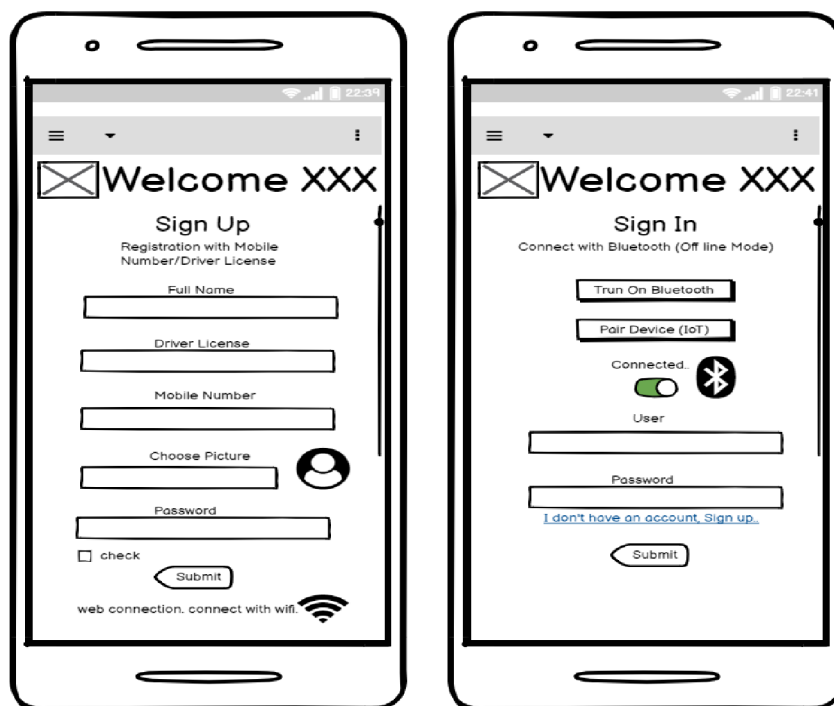 22:39
Welcome XXX
Sign Up
Registration with Mobile
Number/Driver License
Full Name
Driver License
Mobile Number
Choose Picture
Password
check
Submit
web connection. connect with wifi.
22:41
Welcome XXX
Sign In
Connect with Bluetooth (Off line Mode)
Trun On Bluetooth
Pair Device (IoT)
Connected..
User
Password
I don't have an account, Sign up..
Submit